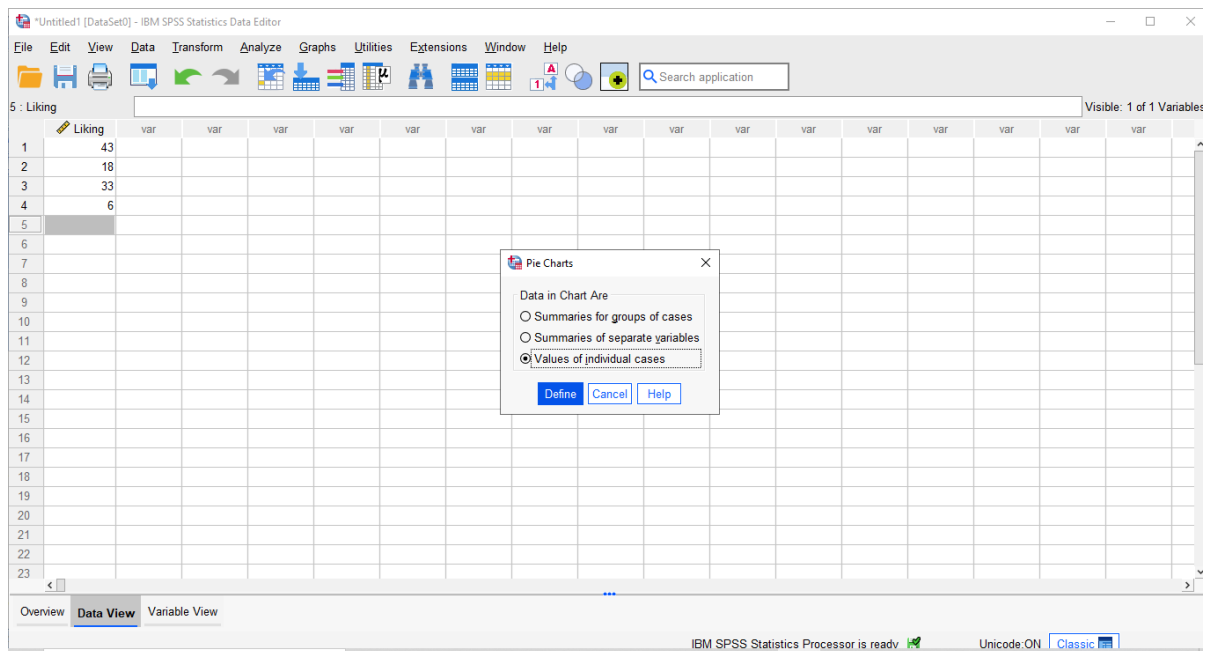 *Untitled1 [DataSet0] - IBM SPSS Statistics Data Editor
File Edit View Data Transform Analyze Graphs Utilities Extensions Window Help
μ A 1 Search application
5 : Liking Visible: 1 of 1 Variables
Liking var var var var var var var var var var var var var var var var
1 43
2 18
3 33
4 6
5
6
7
8
9
10
11
12
13
14
15
16
17
18
19
20
21
22
23
Pie Charts
Data in Chart Are
Summaries for groups of cases
Summaries of separate variables
Values of individual cases
Define Cancel Help
Overview Data View Variable View
IBM SPSS Statistics Processor is ready Unicode:ON Classic